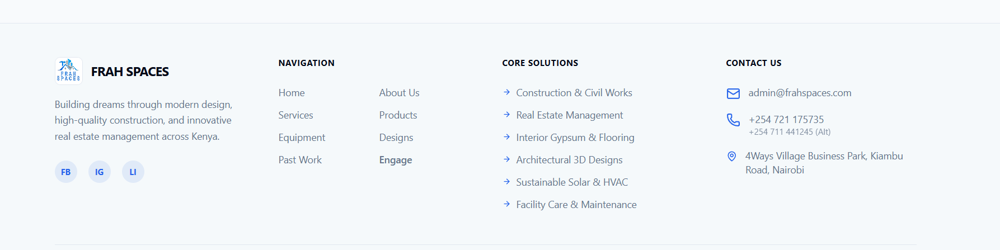 FRAH
SPACES
FRAH SPACES
Building dreams through modern design,
high-quality construction, and innovative
real estate management across Kenya.
FB IG LI
NAVIGATION
Home
Services
Equipment
Past Work
About Us
Products
Designs
Engage
CORE SOLUTIONS
Construction & Civil Works
Real Estate Management
Interior Gypsum & Flooring
Architectural 3D Designs
Sustainable Solar & HVAC
Facility Care & Maintenance
CONTACT US
admin@frahspaces.com
+254 721 175735
+254 711 441245 (Alt)
4Ways Village Business Park, Kiambu
Road, Nairobi